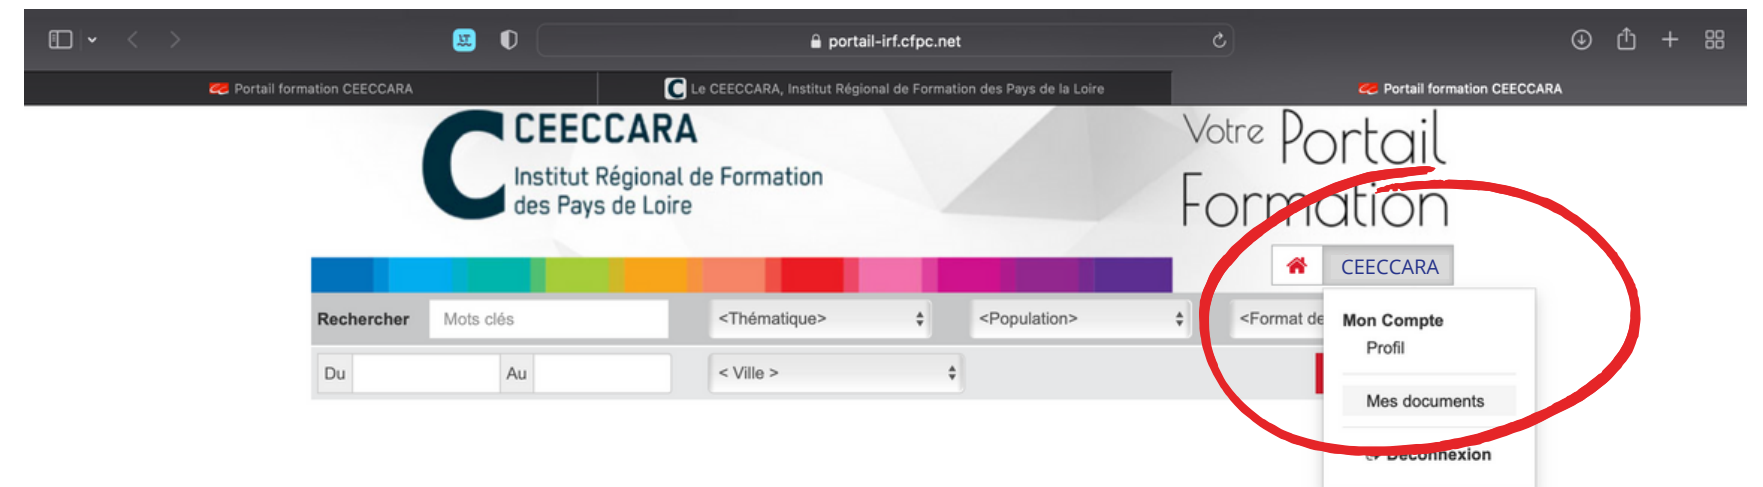 portail-irf.cfpc.net
Portail formation CEECCARA
Le CEECCARA, Institut Régional de Formation des Pays de la Loire
Portail formation CEECCARA
CEECCARA
Institut Régional de Formation
des Pays de Loire
Votre Portail
Formation
CEECCARA
Rechercher Mots clés <Thématique> <Population> <Format de
Mon Compte
Profil
Du Au < Ville >
Mes documents
Déconnexion